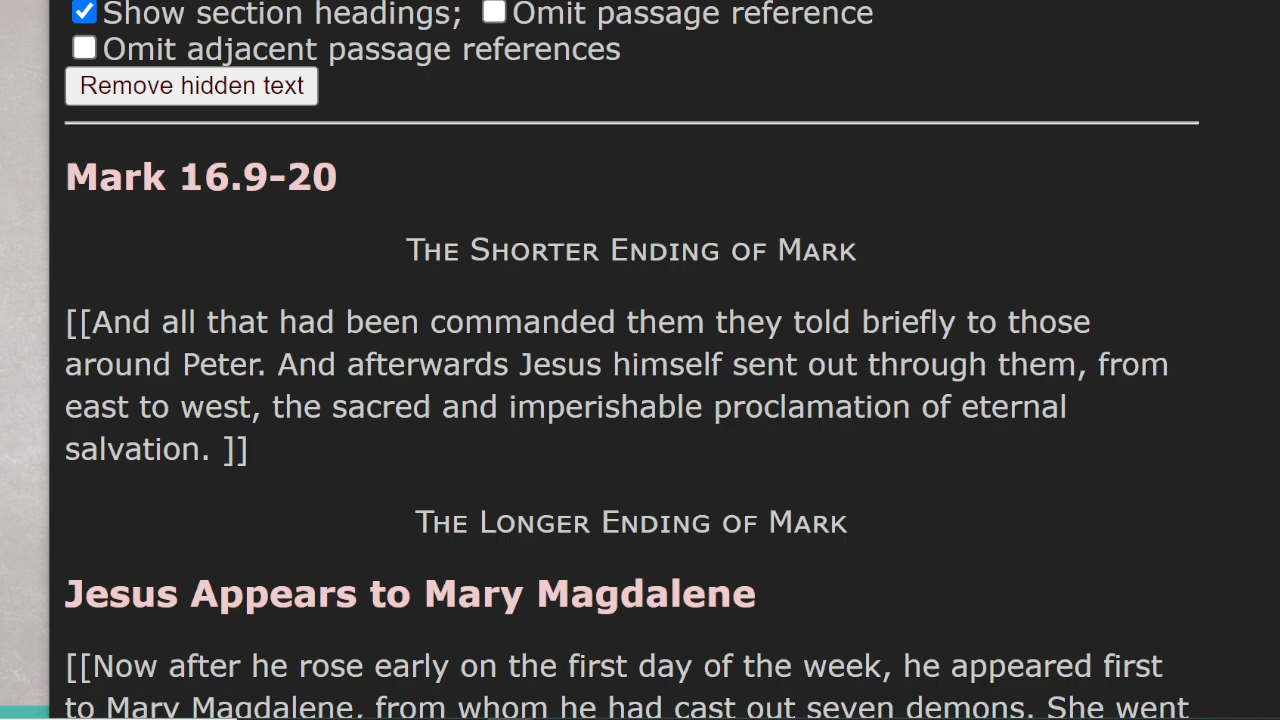 Show section headings; Omit passage reference
Omit adjacent passage references
Remove hidden text
Mark 16.9-20
The Shorter Ending of Mark
[[And all that had been commanded them they told briefly to those
around Peter. And afterwards Jesus himself sent out through them, from
east to west, the sacred and imperishable proclamation of eternal
salvation. ]]
The Longer Ending of Mark
Jesus Appears to Mary Magdalene
[[Now after he rose early on the first day of the week, he appeared first
to Mary Magdalene, from whom he had cast out seven demons. She went